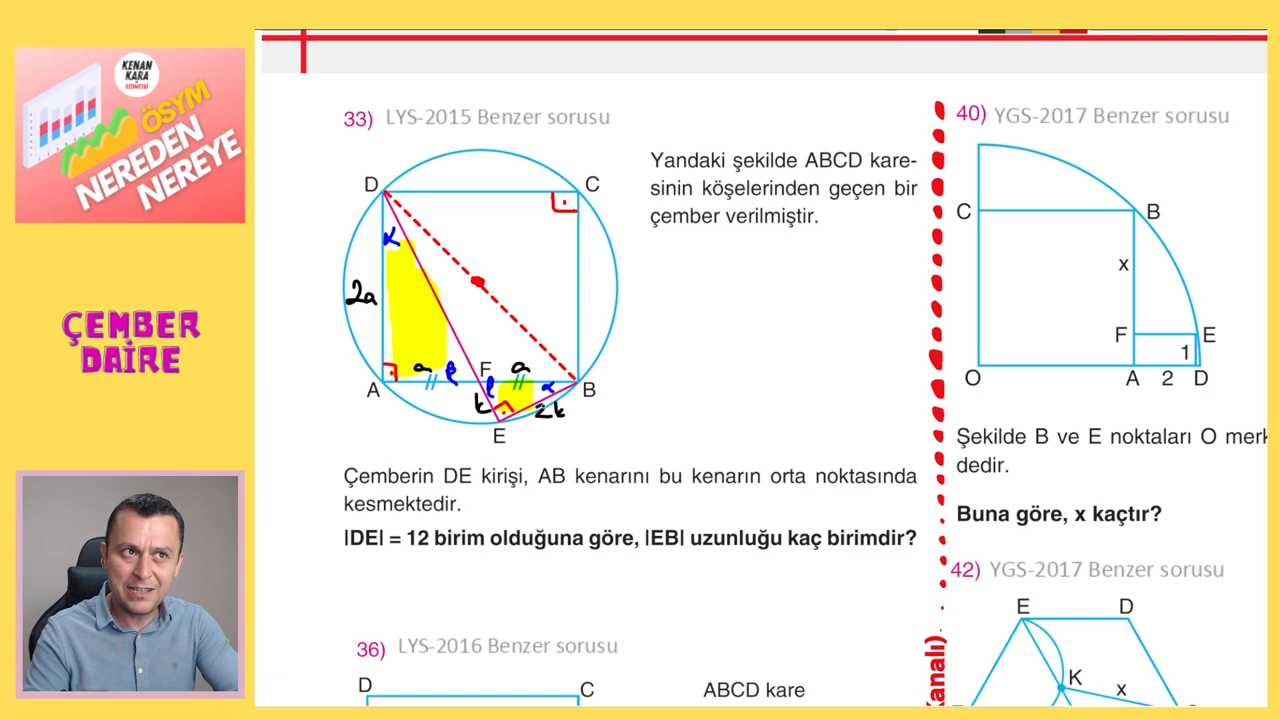 KENAN
KARA
ÖSYM
NEREDEN
NEREYE
ÇEMBER
DAİRE
33) LYS-2015 Benzer sorusu
D
C
α
2a
A
a
β
F
β
a
α
B
k
2k
E
Yandaki şekilde ABCD kare-
sinin köşelerinden geçen bir
çember verilmiştir.
Çemberin DE kirişi, AB kenarını bu kenarın orta noktasında
kesmektedir.
|DE| = 12 birim olduğuna göre, |EB| uzunluğu kaç birimdir?
36) LYS-2016 Benzer sorusu
D
C
ABCD kare
analı)
40) YGS-2017 Benzer sorusu
C
B
x
F
E
1
O
A
2
D
Şekilde B ve E noktaları O merk
dedir.
Buna göre, x kaçtır?
42) YGS-2017 Benzer sorusu
E
D
K
x